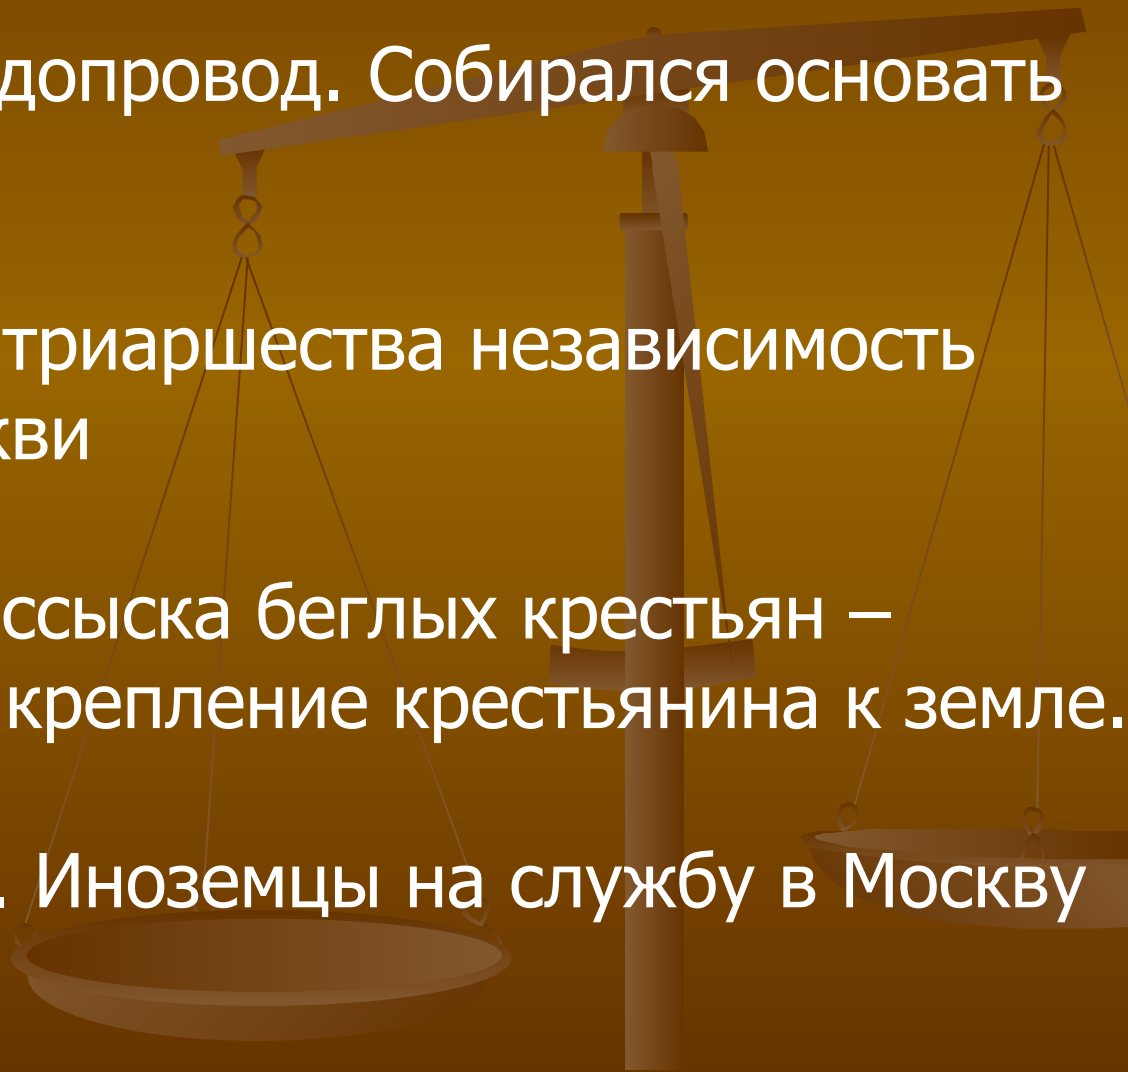 допровод. Собирался основать
триаршества независимость
кви
ссыска беглых крестьян –
крепление крестьянина к земле.
. Иноземцы на службу в Москву